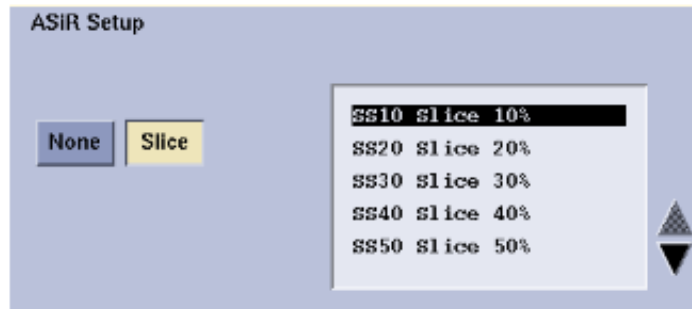 ASiR Setup
None
Slice
SS10 Slice 10%
SS20 Slice 20%
SS30 Slice 30%
SS40 Slice 40%
SS50 Slice 50%